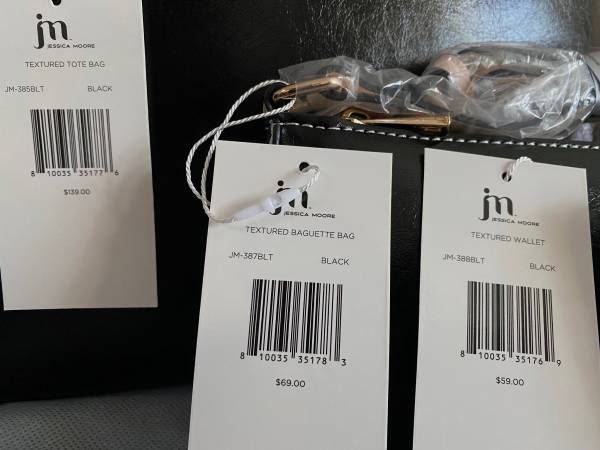 jm
JESSICA MOORE
TEXTURED TOTE BAG
JM-385BLT BLACK
8 10035 35177 6
$139.00
jm
JESSICA MOORE
TEXTURED BAGUETTE BAG
JM-387BLT BLACK
8 10035 35178 3
$69.00
jm
JESSICA MOORE
TEXTURED WALLET
JM-388BLT BLACK
8 10035 35176 9
$59.00